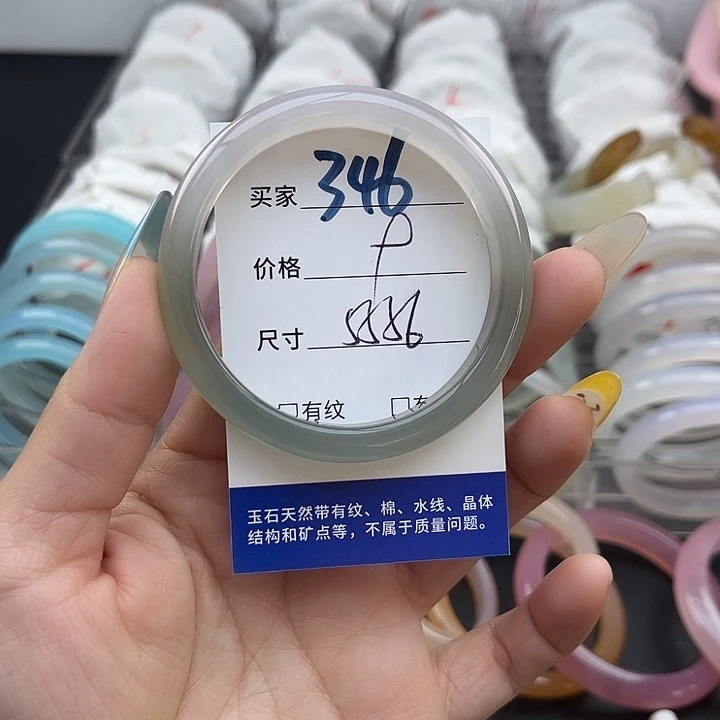 买家 346
价格 P
尺寸
□有纹 □
玉石天然带有纹、棉、水线、晶体
结构和矿点等，不属于质量问题。